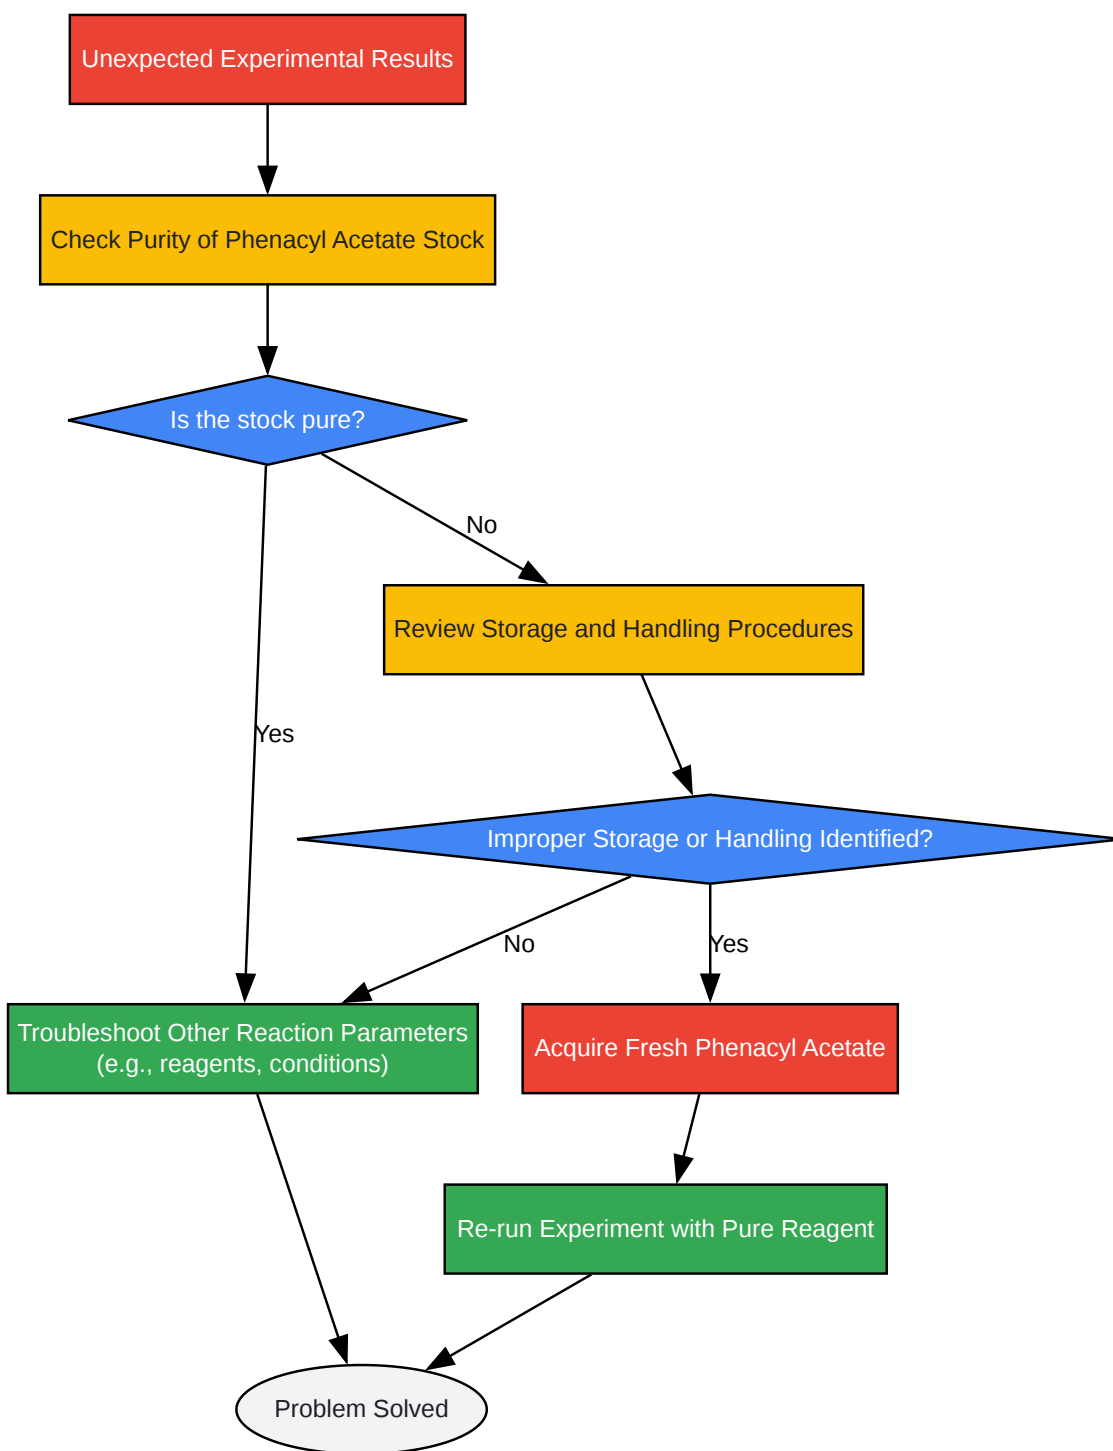 Unexpected Experimental Results
Check Purity of Phenacyl Acetate Stock
Is the stock pure?
No
Review Storage and Handling Procedures
Yes
Improper Storage or Handling Identified?
No
Yes
Troubleshoot Other Reaction Parameters
(e.g., reagents, conditions)
Acquire Fresh Phenacyl Acetate
Re-run Experiment with Pure Reagent
Problem Solved